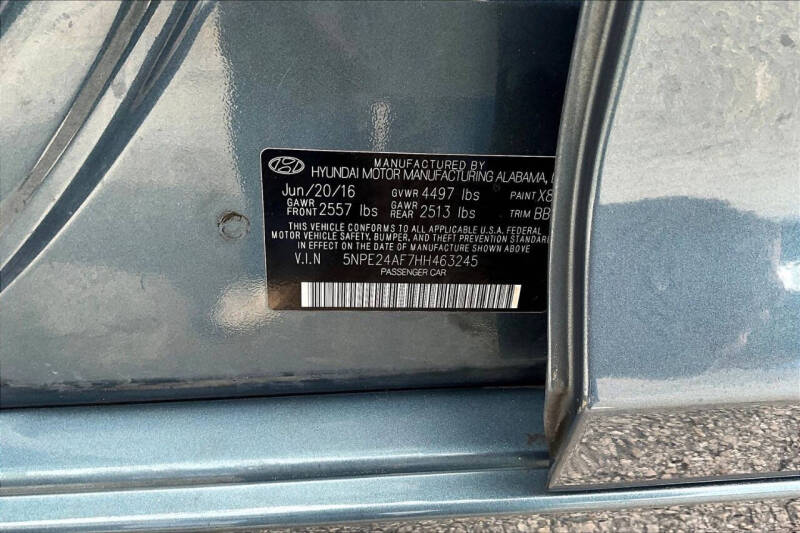 MANUFACTURED BY
HYUNDAI MOTOR MANUFACTURING ALABAMA,
Jun/20/16 GVWR 4497 lbs PAINT X8
GAWR FRONT 2557 lbs GAWR REAR 2513 lbs TRIM BB
THIS VEHICLE CONFORMS TO ALL APPLICABLE U.S.A. FEDERAL
MOTOR VEHICLE SAFETY, BUMPER, AND THEFT PREVENTION STANDARD
IN EFFECT ON THE DATE OF MANUFACTURE SHOWN ABOVE
V.I.N 5NPE24AF7HH463245
PASSENGER CAR